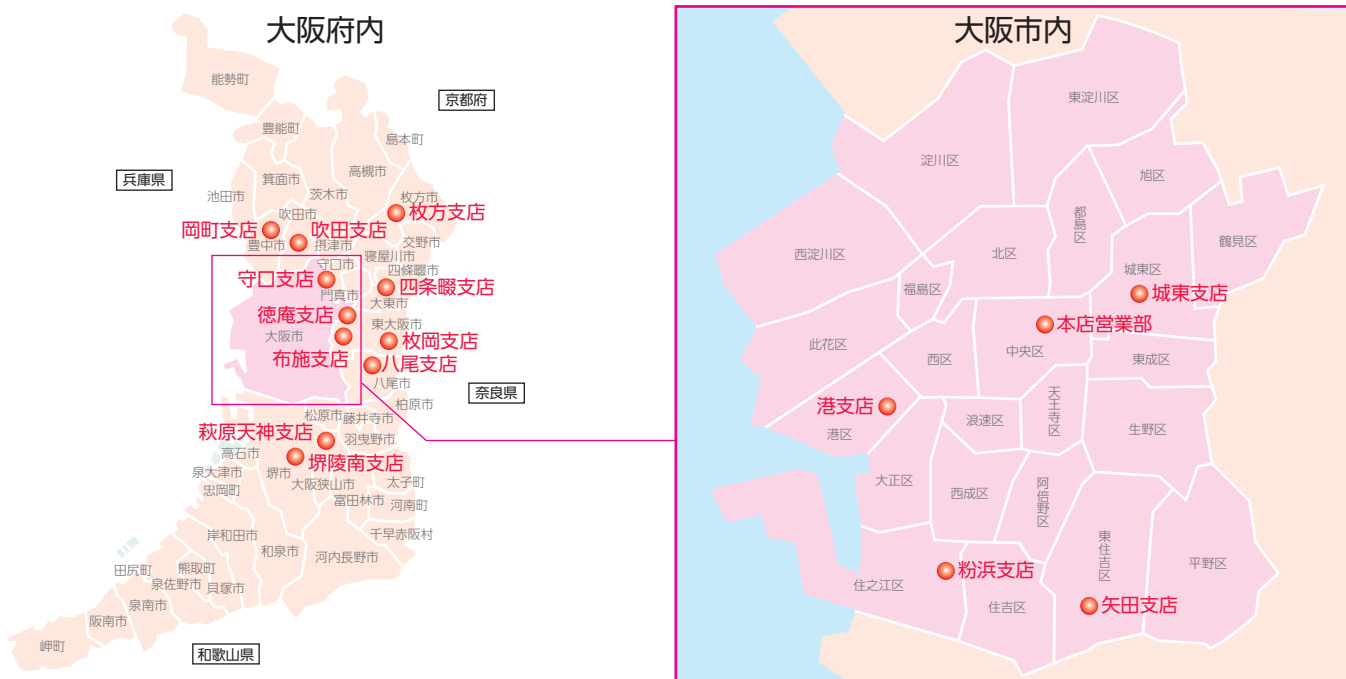 大阪府内
能勢町
京都府
豊能町
島本町
高槻市
兵庫県
箕面市
茨木市
池田市
枚方市
吹田市
枚方支店
岡町支店
吹田支店
豊中市
摂津市
交野市
寝屋川市
守口市
四條畷市
守口支店
四条畷支店
門真市
大東市
徳庵支店
東大阪市
大阪市
枚岡支店
布施支店
八尾支店
八尾市
奈良県
柏原市
松原市
藤井寺市
萩原天神支店
羽曳野市
高石市
堺陵南支店
泉大津市
堺市
大阪狭山市
太子町
忠岡町
富田林市
河南町
岸和田市
千早赤阪村
和泉市
河内長野市
田尻町
熊取町
泉佐野市
貝塚市
泉南市
阪南市
岬町
和歌山県
大阪市内
東淀川区
淀川区
旭区
都島区
西淀川区
北区
鶴見区
城東区
福島区
城東支店
本店営業部
此花区
西区
中央区
東成区
天王寺区
港支店
港区
浪速区
生野区
大正区
西成区
阿倍野区
東住吉区
平野区
粉浜支店
住之江区
住吉区
矢田支店